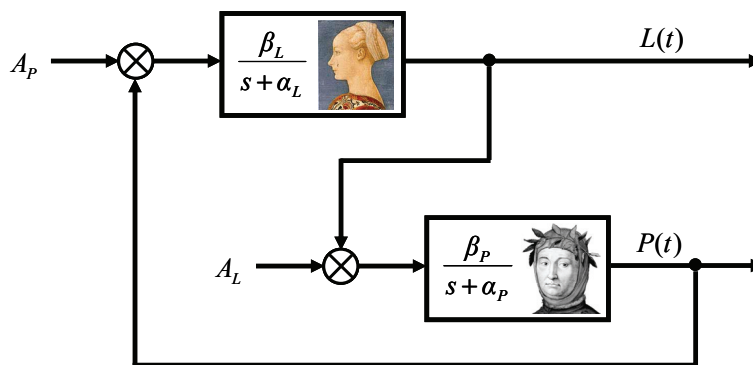 A_P
β_L
s + α_L
L(t)
A_L
β_P
s + α_P
P(t)